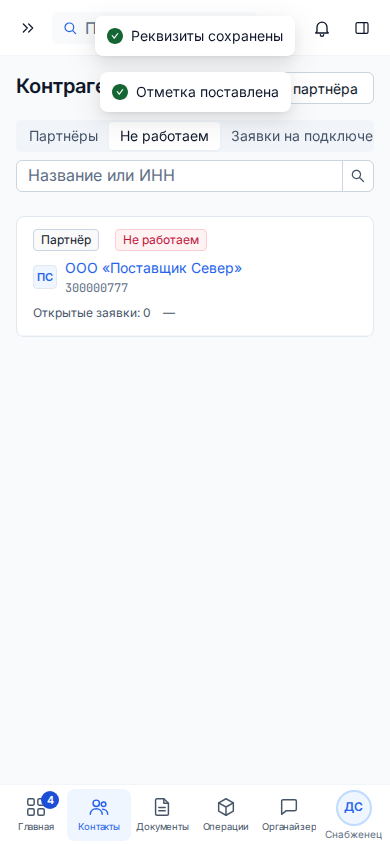 Реквизиты сохранены
Отметка поставлена
партнёра
Партнёры Не работаем Заявки на подключе
Название или ИНН
Партнёр Не работаем
ПС ООО «Поставщик Север»
300000777
Открытые заявки: 0 —
4
Главная Контакты Документы Операции Органайзер
ДС
Снабженец